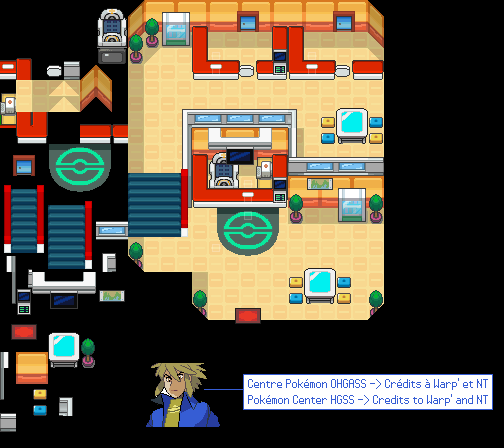 Centre Pokémon OHGASS -> Crédits à Warp' et NT
Pokémon Center HGSS -> Credits to Warp' and NT